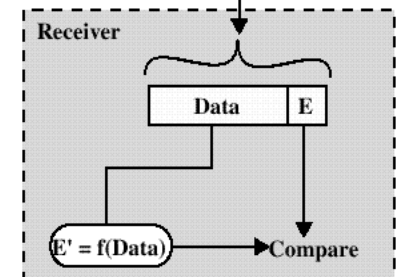 Receiver
Data E
E' = f(Data)
Compare